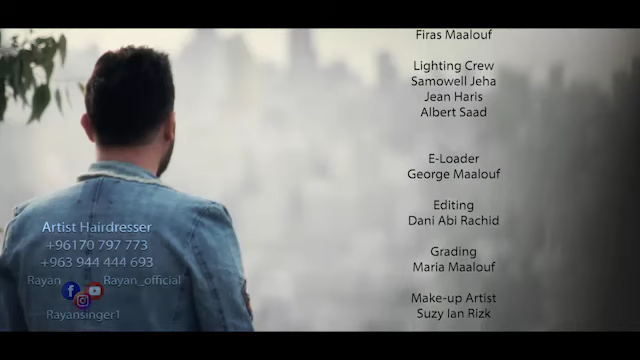 Firas Maalouf
Lighting Crew
Samowell Jeha
Jean Haris
Albert Saad
E-Loader
George Maalouf
Editing
Dani Abi Rachid
Grading
Maria Maalouf
Make-up Artist
Suzy Ian Rizk
Artist Hairdresser
+96170 797 773
+963 944 444 693
Rayan Rayan_official
Rayansinger1